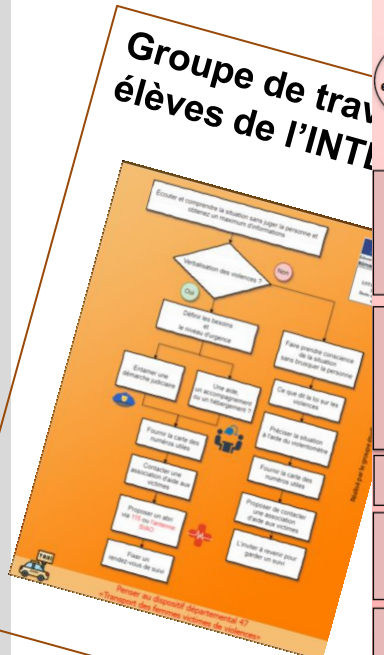 Groupe de trav
élèves de l'INTE
Ecouter et comprendre la situation sans juger la personne et
obtenez un maximum d'informations.
Verbalisation des violences ?
Non
Oui
Définir les besoins
et
le niveau d'urgence
Entamer une
démarche judiciaire
Une aide,
un accompagnement
ou un hébergement ?
Fournir la carte des
numéros utiles
Contacter une
association d'aide aux
victimes
Proposer un abri
via 115 ou l'antenne
SIAO
Fixer un
rendez-vous de suivi
Faire prendre conscience
de la situation
sans brusquer la personne
Ce que dit la loi sur les
violences
Préciser la situation
à l'aide du violentomètre
Fournir la carte des
numéros utiles
Proposer de contacter
une association
d'aide aux victimes
L'inviter à revenir pour
garder un suivi
TAXI
Penser au dispositif départemental 47
«Transport des femmes victimes de violences»